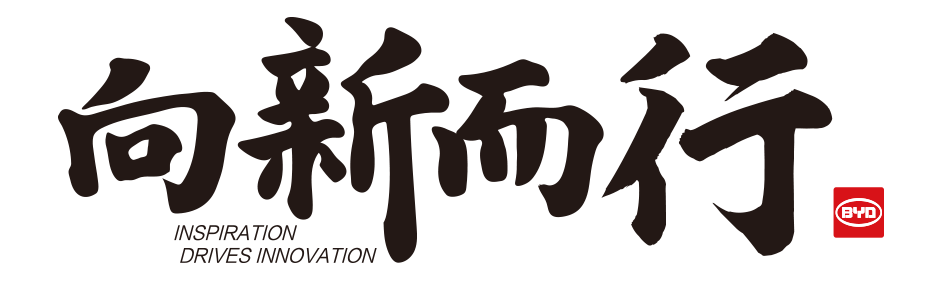 向新而行
INSPIRATION
DRIVES INNOVATION
BYD